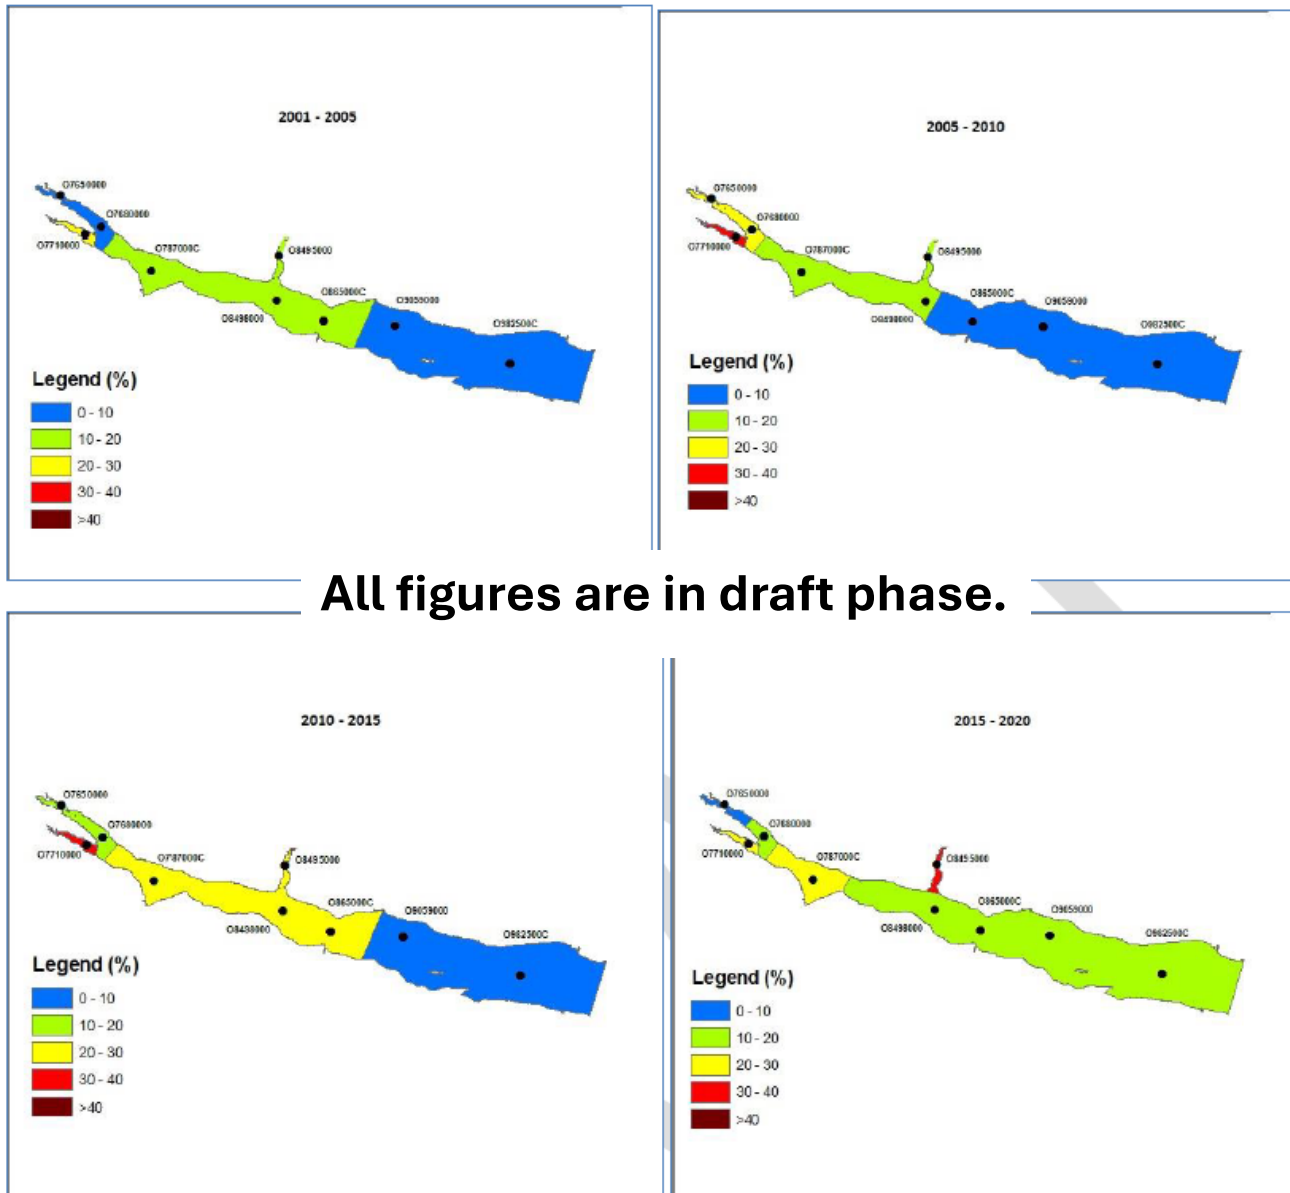 2001 - 2005
O7650000
O7680000
O7710000
O787000C
O8495000
O8498000
O865000C
O9059000
O982500C
Legend (%)
0 - 10
10 - 20
20 - 30
30 - 40
>40
2005 - 2010
O7650000
O7680000
O7710000
O787000C
O8495000
O8498000
O865000C
O9059000
O982500C
Legend (%)
0 - 10
10 - 20
20 - 30
30 - 40
>40
All figures are in draft phase.
2010 - 2015
O7650000
O7680000
O7710000
O787000C
O8495000
O8498000
O865000C
O9059000
O982500C
Legend (%)
0 - 10
10 - 20
20 - 30
30 - 40
>40
2015 - 2020
O7650000
O7680000
O7710000
O787000C
O8495000
O8498000
O865000C
O9059000
O982500C
Legend (%)
0 - 10
10 - 20
20 - 30
30 - 40
>40